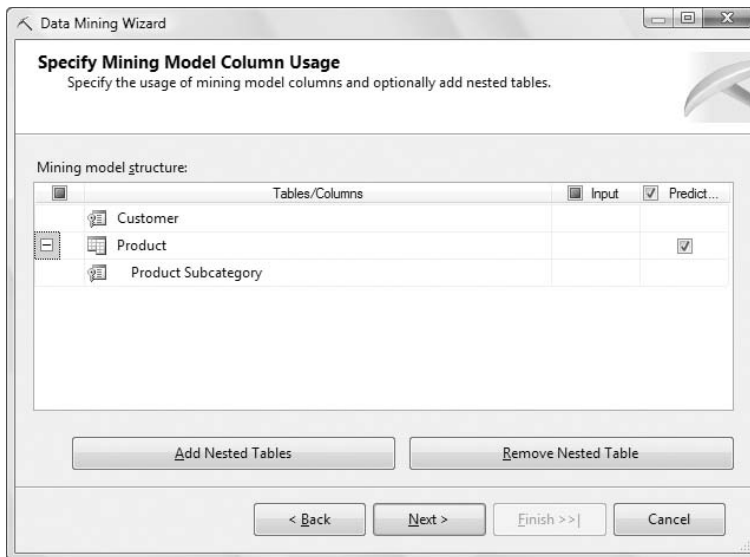 Data Mining Wizard
Specify Mining Model Column Usage
Specify the usage of mining model columns and optionally add nested tables.
Mining model structure:
Tables/Columns Input Predict...
Customer
Product
Product Subcategory
Add Nested Tables Remove Nested Table
< Back Next > Finish >>| Cancel